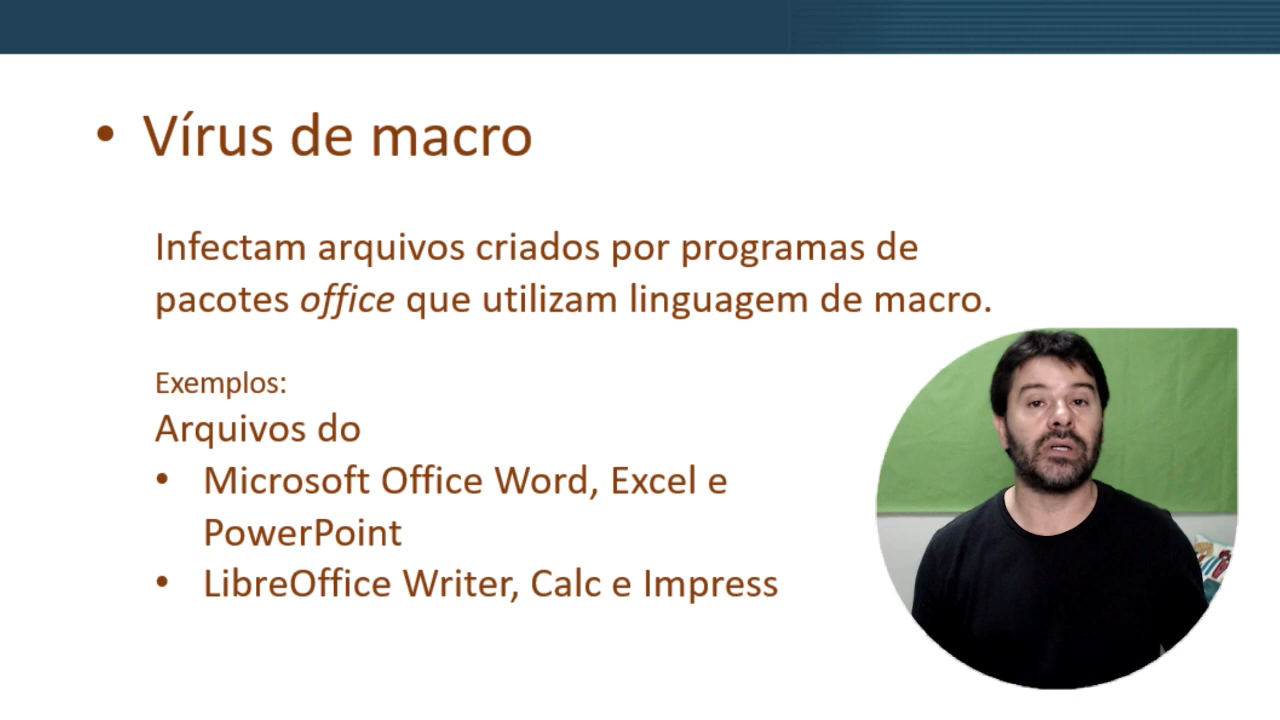 • Vírus de macro
Infectam arquivos criados por programas de
pacotes office que utilizam linguagem de macro.
Exemplos:
Arquivos do
• Microsoft Office Word, Excel e
PowerPoint
• LibreOffice Writer, Calc e Impress